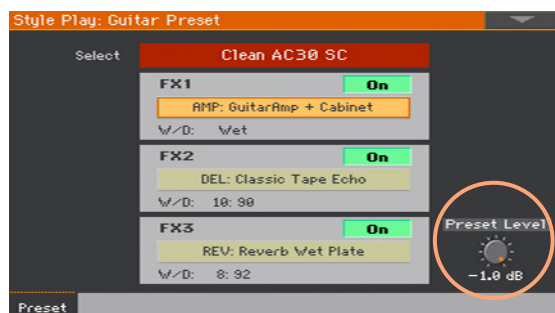 Style Play: Guitar Preset
Select
Clean AC30 SC
FX1 On
AMP: GuitarAmp + Cabinet
W/D: Wet
FX2 On
DEL: Classic Tape Echo
W/D: 10:90
FX3 On
REV: Reverb Wet Plate
W/D: 8:92
Preset Level
-1.0 dB
Preset